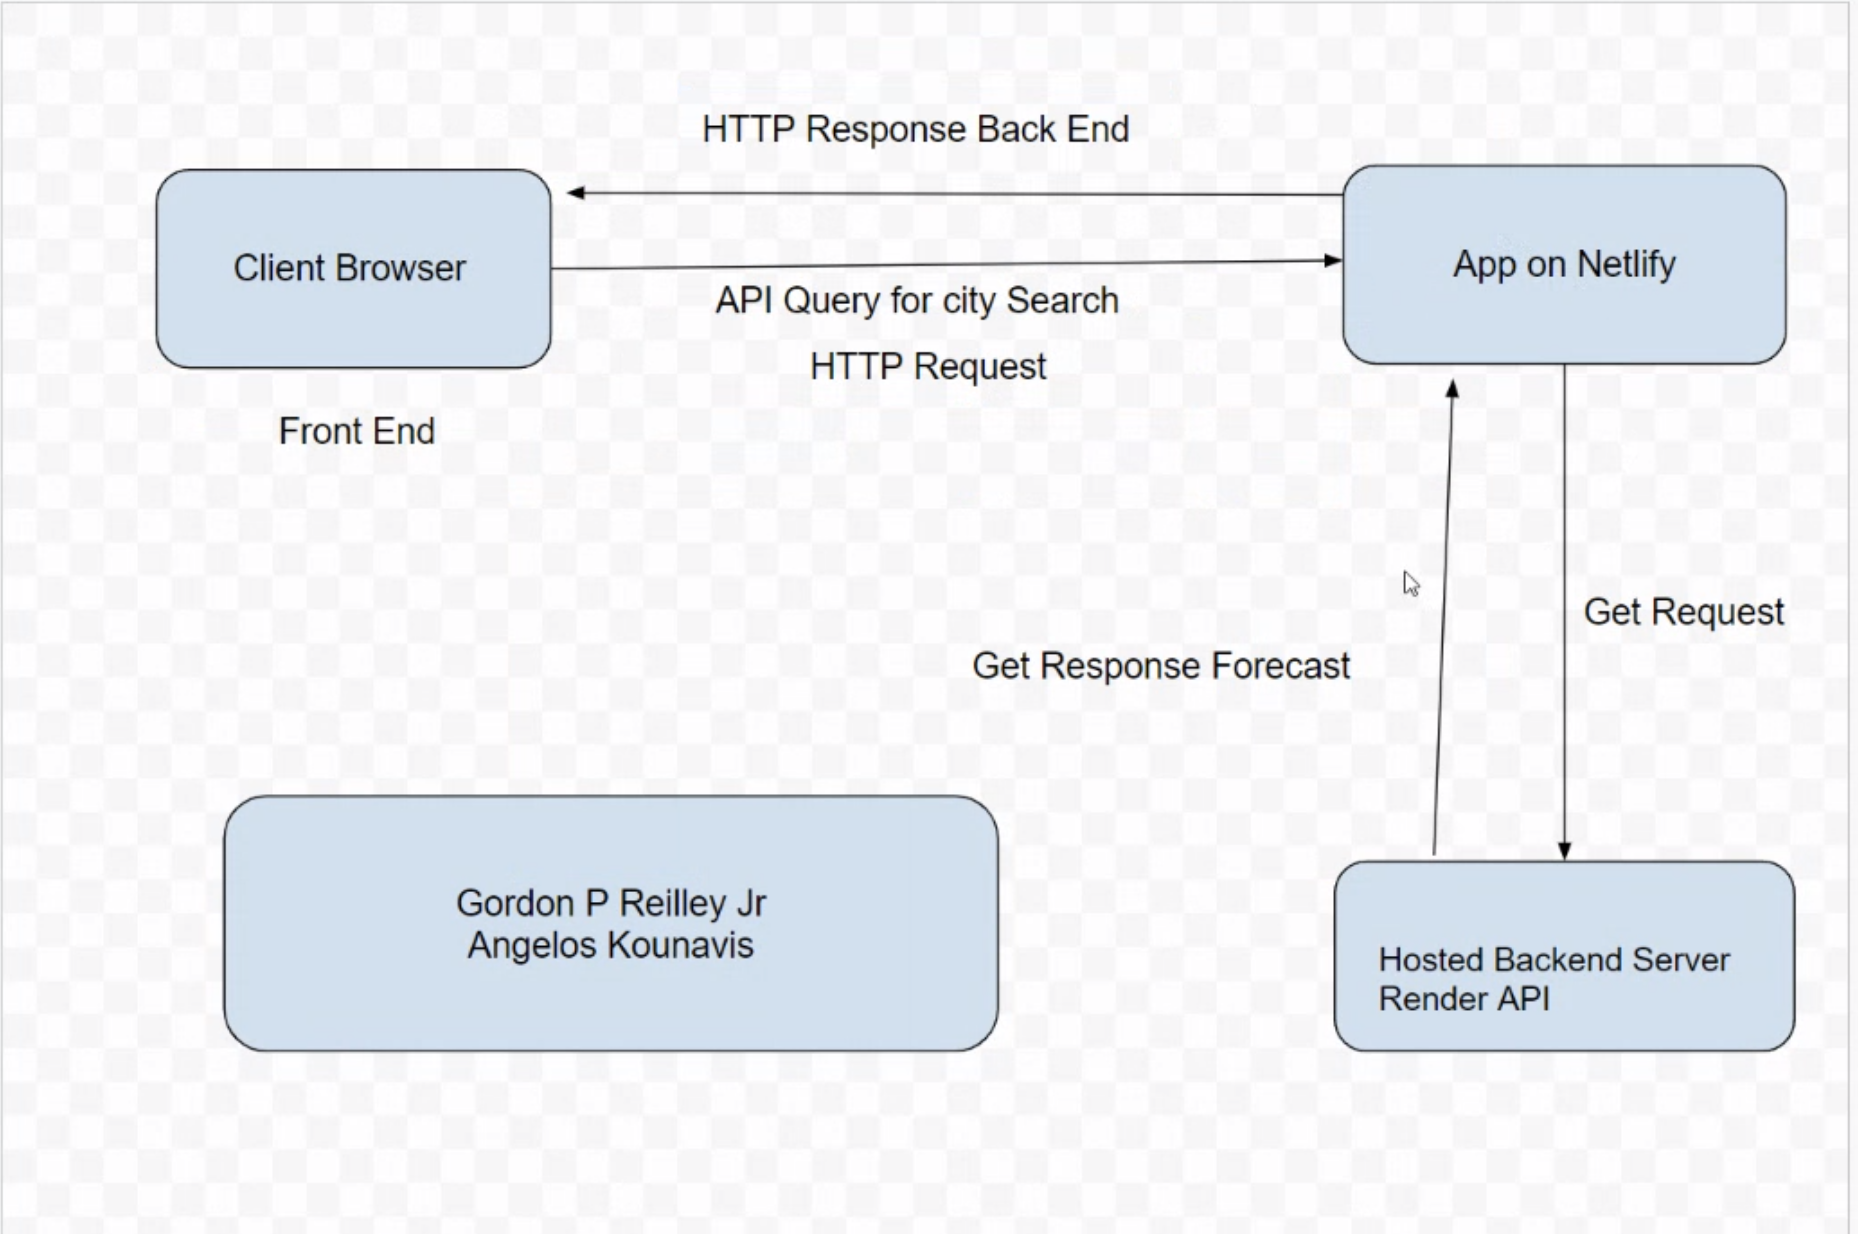 HTTP Response Back End
Client Browser
App on Netlify
API Query for city Search
HTTP Request
Front End
Get Request
Get Response Forecast
Gordon P Reilley Jr
Angelos Kounavis
Hosted Backend Server
Render API